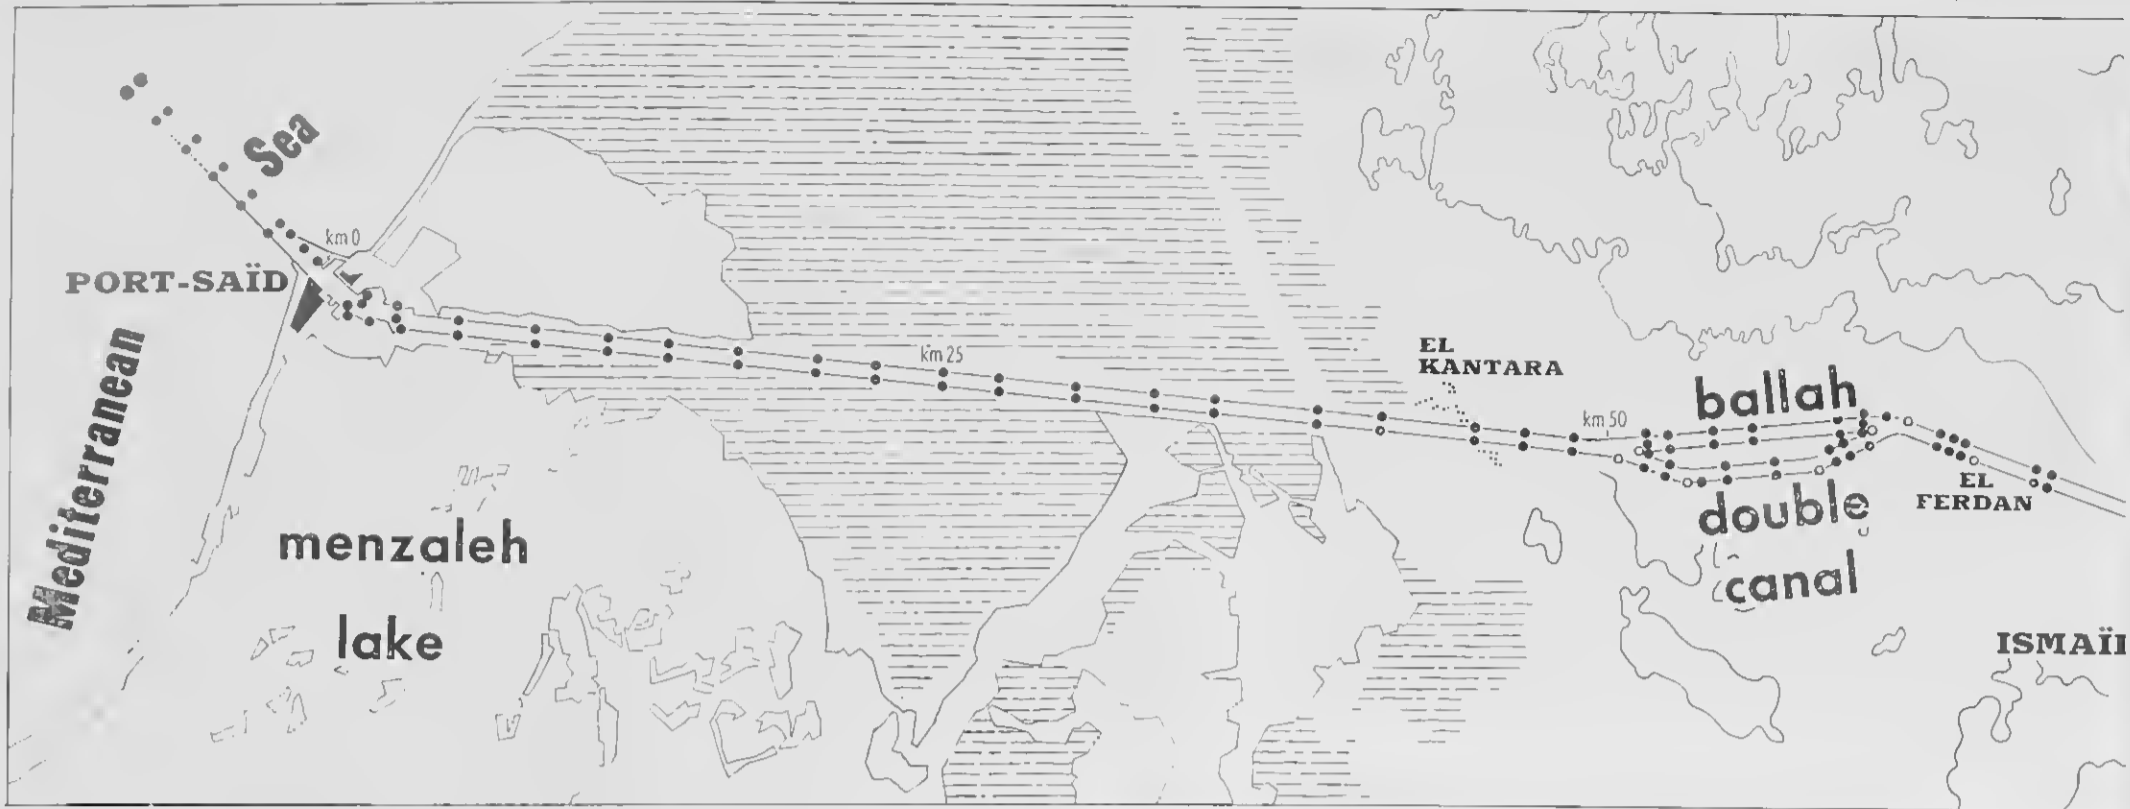 Mediterranean
Sea
km 0
PORT-SAÏD
menzaleh
lake
km 25
EL
KANTARA
km 50
ballah
double
canal
EL
FERDAN
ISMAÏL